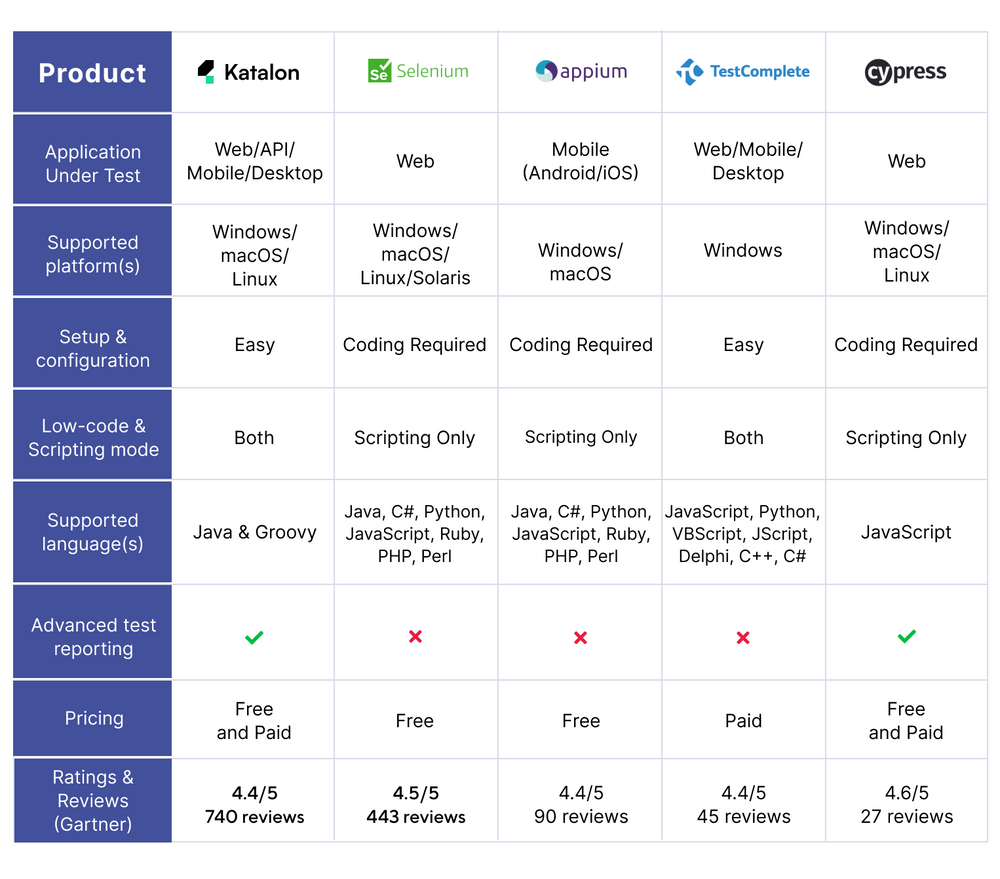 Product
Katalon
Se Selenium
appium
TestComplete
cypress
Application
Under Test
Web/API/
Mobile/Desktop
Web
Mobile
(Android/iOS)
Web/Mobile/
Desktop
Web
Supported
platform(s)
Windows/
macOS/
Linux
Windows/
macOS/
Linux/Solaris
Windows/
macOS
Windows
Windows/
macOS/
Linux
Setup &
configuration
Easy
Coding Required
Coding Required
Easy
Coding Required
Low-code &
Scripting mode
Both
Scripting Only
Scripting Only
Both
Scripting Only
Supported
language(s)
Java & Groovy
Java, C#, Python,
JavaScript, Ruby,
PHP, Perl
Java, C#, Python,
JavaScript, Ruby,
PHP, Perl
JavaScript, Python,
VBScript, JScript,
Delphi, C++, C#
JavaScript
Advanced test
reporting
Pricing
Free
and Paid
Free
Free
Paid
Free
and Paid
Ratings &
Reviews
(Gartner)
4.4/5
740 reviews
4.5/5
443 reviews
4.4/5
90 reviews
4.4/5
45 reviews
4.6/5
27 reviews